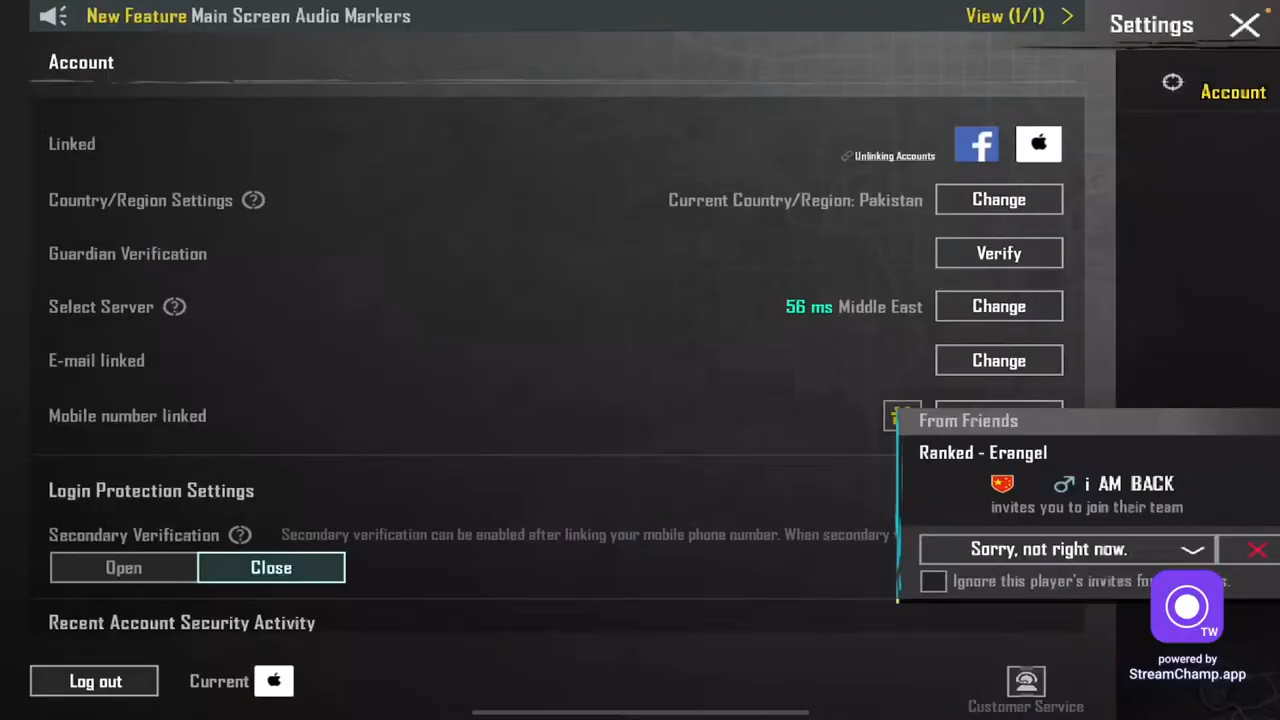 New Feature Main Screen Audio Markers
View (1/1)
Settings
Account
Account
Linked
Unlinking Accounts
Country/Region Settings
Current Country/Region: Pakistan
Change
Guardian Verification
Verify
Select Server
56 ms Middle East
Change
E-mail linked
Change
Mobile number linked
From Friends
Ranked - Erangel
i AM BACK
invites you to join their team
Login Protection Settings
Secondary Verification
Secondary verification can be enabled after linking your mobile phone number. When secondary
Sorry, not right now.
Open
Close
Ignore this player's invites
TW
Recent Account Security Activity
powered by
StreamChamp.app
Log out
Current
Customer Service